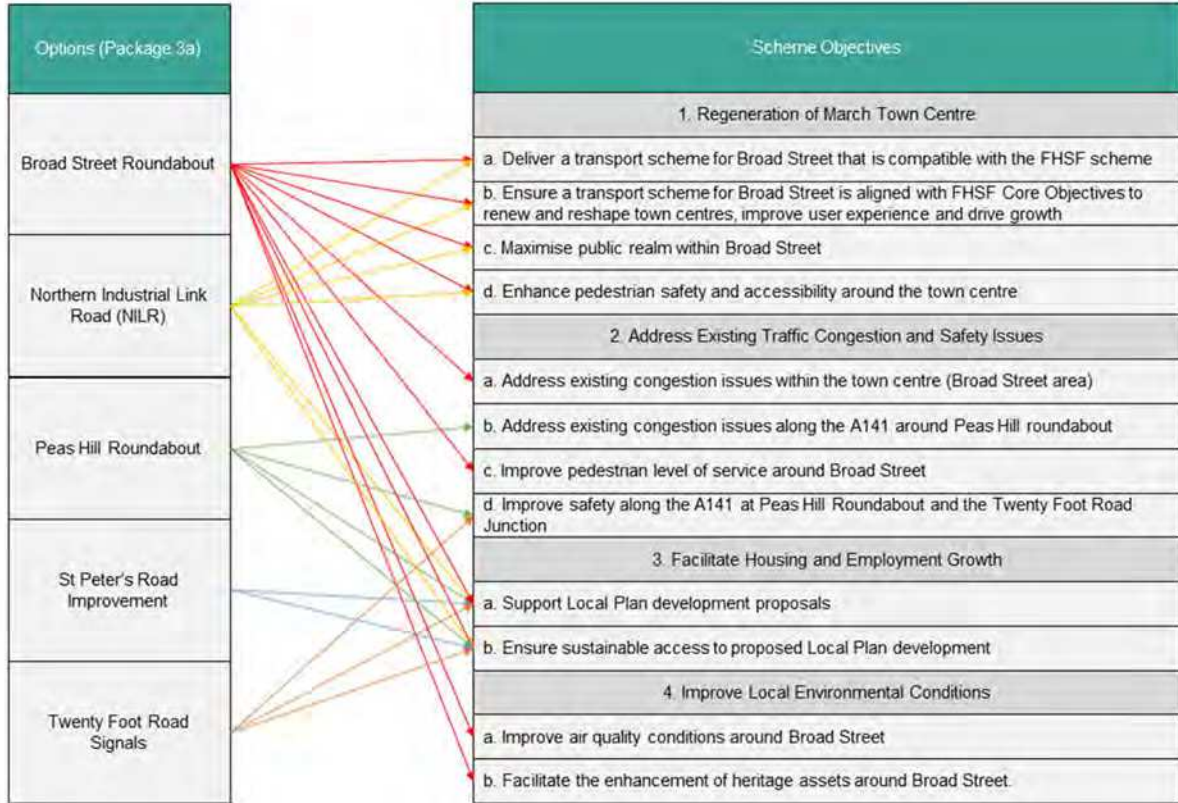 Options (Package 3a)
Broad Street Roundabout
Northern Industrial Link
Road (NILR)
Peas Hill Roundabout
St Peter's Road
Improvement
Twenty Foot Road
Signals
Scheme Objectives
1. Regeneration of March Town Centre
a. Deliver a transport scheme for Broad Street that is compatible with the FHSF scheme
b. Ensure a transport scheme for Broad Street is aligned with FHSF Core Objectives to
renew and reshape town centres, improve user experience and drive growth
c. Maximise public realm within Broad Street
d. Enhance pedestrian safety and accessibility around the town centre
2. Address Existing Traffic Congestion and Safety Issues
a. Address existing congestion issues within the town centre (Broad Street area)
b. Address existing congestion issues along the A141 around Peas Hill roundabout
c. Improve pedestrian level of service around Broad Street
d. Improve safety along the A141 at Peas Hill Roundabout and the Twenty Foot Road
Junction
3. Facilitate Housing and Employment Growth
a. Support Local Plan development proposals
b. Ensure sustainable access to proposed Local Plan development
4. Improve Local Environmental Conditions
a. Improve air quality conditions around Broad Street
b. Facilitate the enhancement of heritage assets around Broad Street.